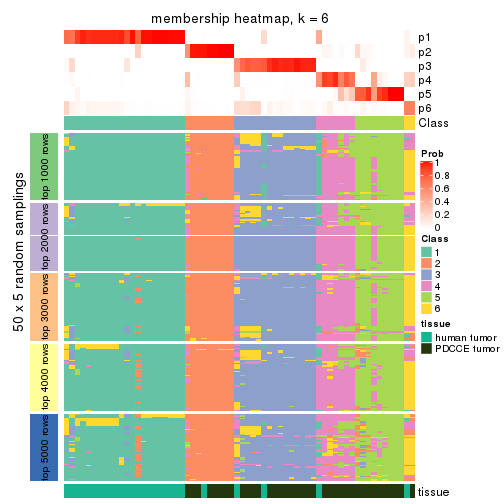 membership heatmap, k = 6
p1
p2
p3
p4
p5
p6
Class
50 x 5 random samplings
top 1000 rows
top 2000 rows
top 3000 rows
top 4000 rows
top 5000 rows
tissue
Prob
1
0.8
0.6
0.4
0.2
0
Class
1
2
3
4
5
6
tissue
human tumor
PDCCE tumor